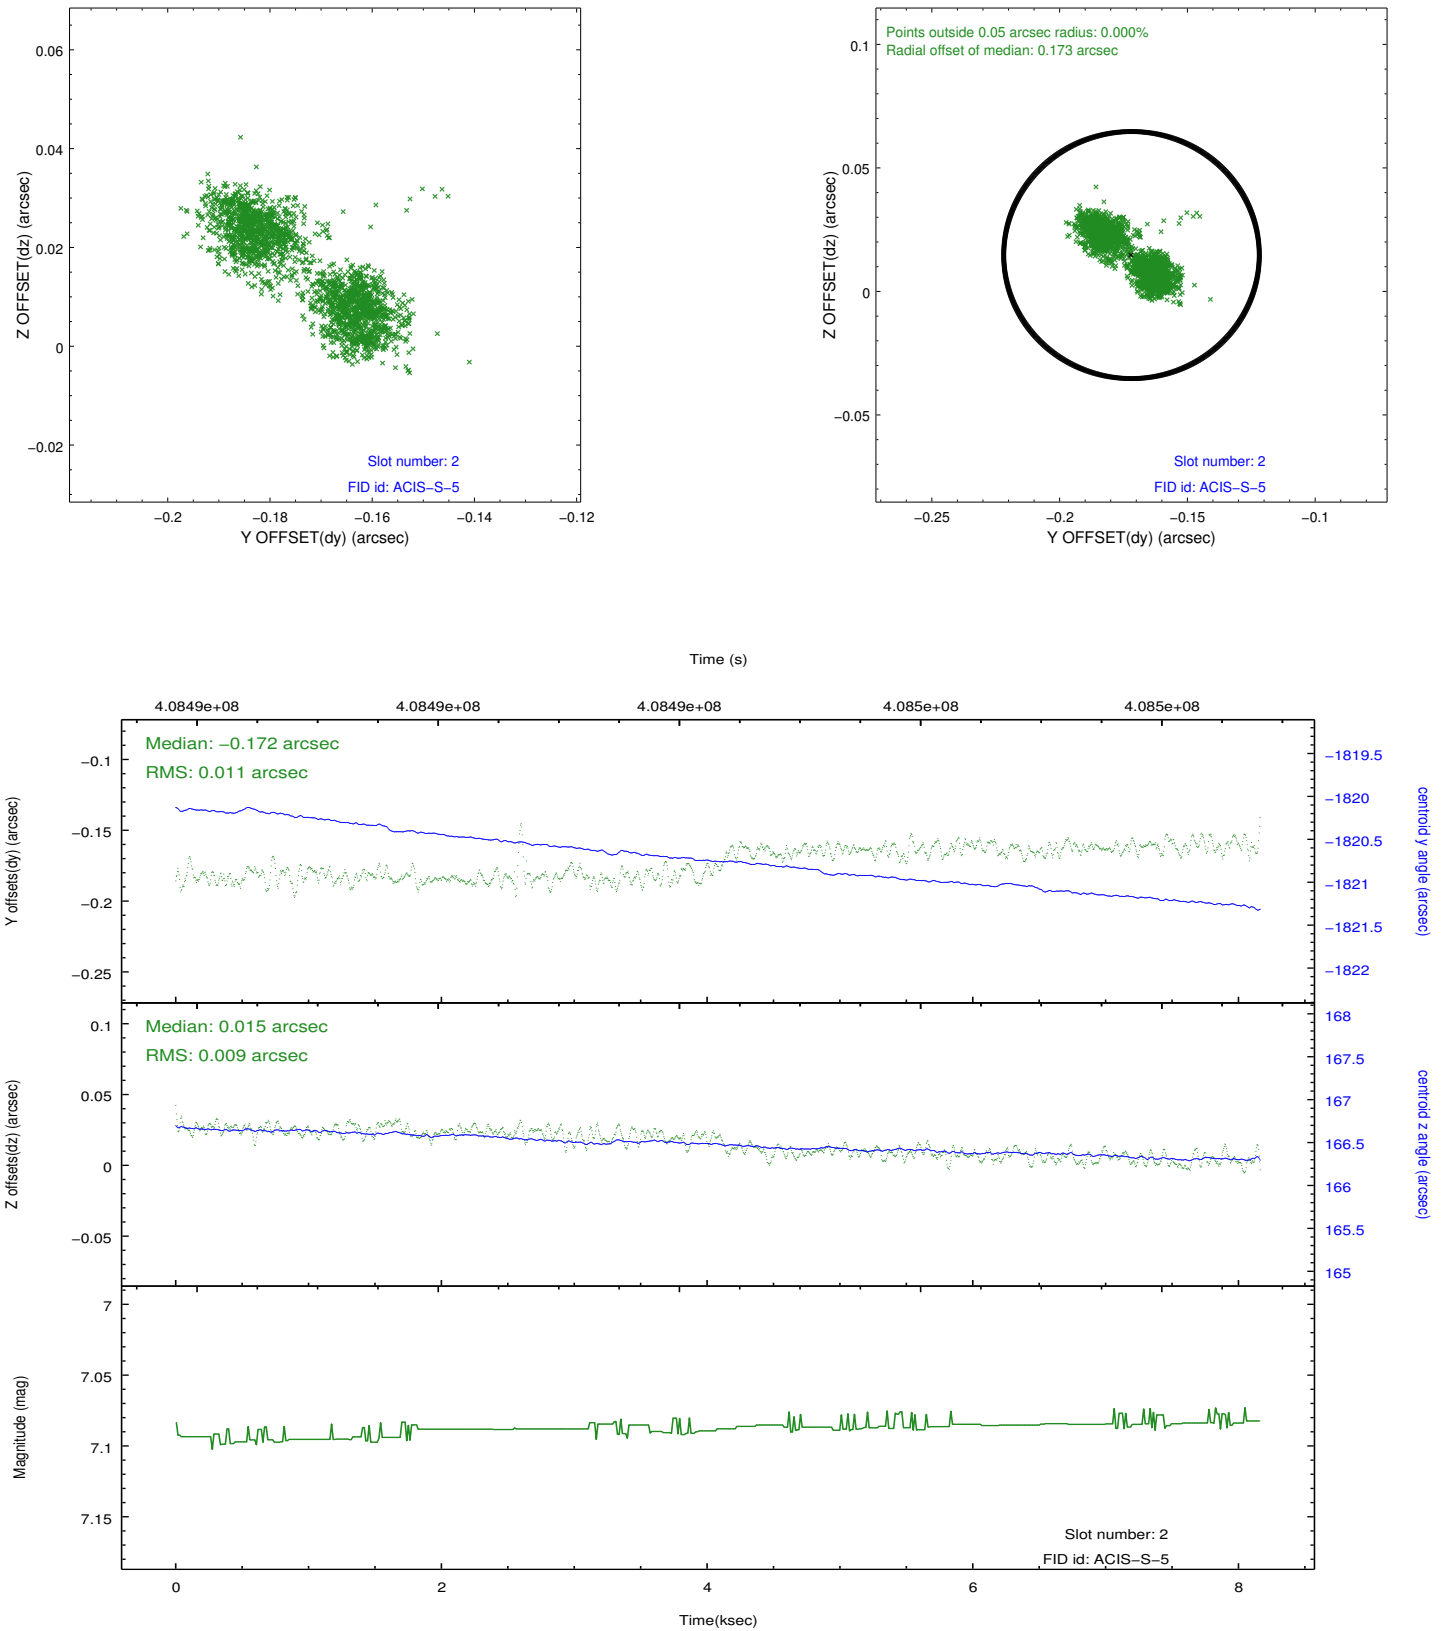 0.06
0.04
0.02
0
−0.02
Z OFFSET(dz) (arcsec)
Slot number: 2
FID id: ACIS−S−5
−0.2
−0.18
−0.16
−0.14
−0.12
Y OFFSET(dy) (arcsec)
Points outside 0.05 arcsec radius: 0.000%
Radial offset of median: 0.173 arcsec
0.1
0.05
0
−0.05
Z OFFSET(dz) (arcsec)
Slot number: 2
FID id: ACIS−S−5
−0.25
−0.2
−0.15
−0.1
Y OFFSET(dy) (arcsec)
Time (s)
4.0849e+08
4.0849e+08
4.0849e+08
4.085e+08
4.085e+08
Median: −0.172 arcsec
RMS: 0.011 arcsec
−0.1
−0.15
−0.2
−0.25
Y offsets(dy) (arcsec)
−1819.5
−1820
−1820.5
−1821
−1821.5
−1822
centroid y angle (arcsec)
Median: 0.015 arcsec
RMS: 0.009 arcsec
0.1
0.05
0
−0.05
Z offsets(dz) (arcsec)
168
167.5
167
166.5
166
165.5
165
centroid z angle (arcsec)
7
7.05
7.1
7.15
Magnitude (mag)
Slot number: 2
FID id: ACIS−S−5
0
2
4
6
8
Time(ksec)